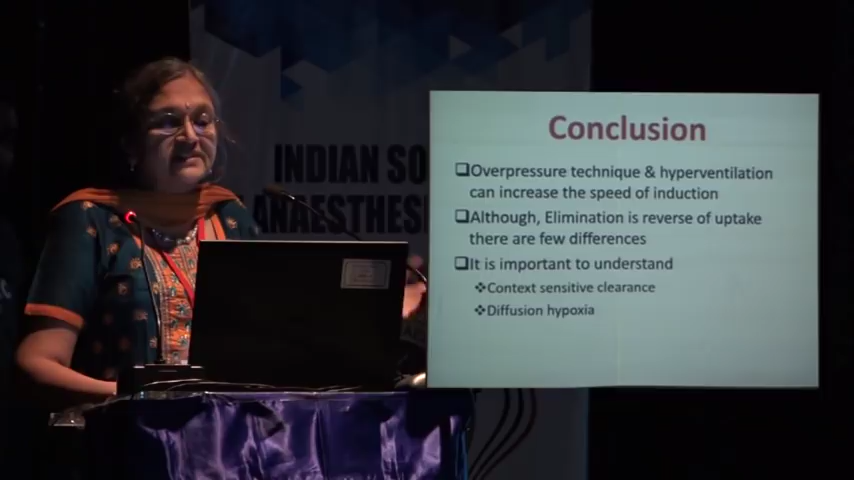 INDIAN SO
ANAESTHES
Conclusion
❑Overpressure technique & hyperventilation
can increase the speed of induction
❑Although, Elimination is reverse of uptake
there are few differences
❑It is important to understand
❖Context sensitive clearance
❖Diffusion hypoxia